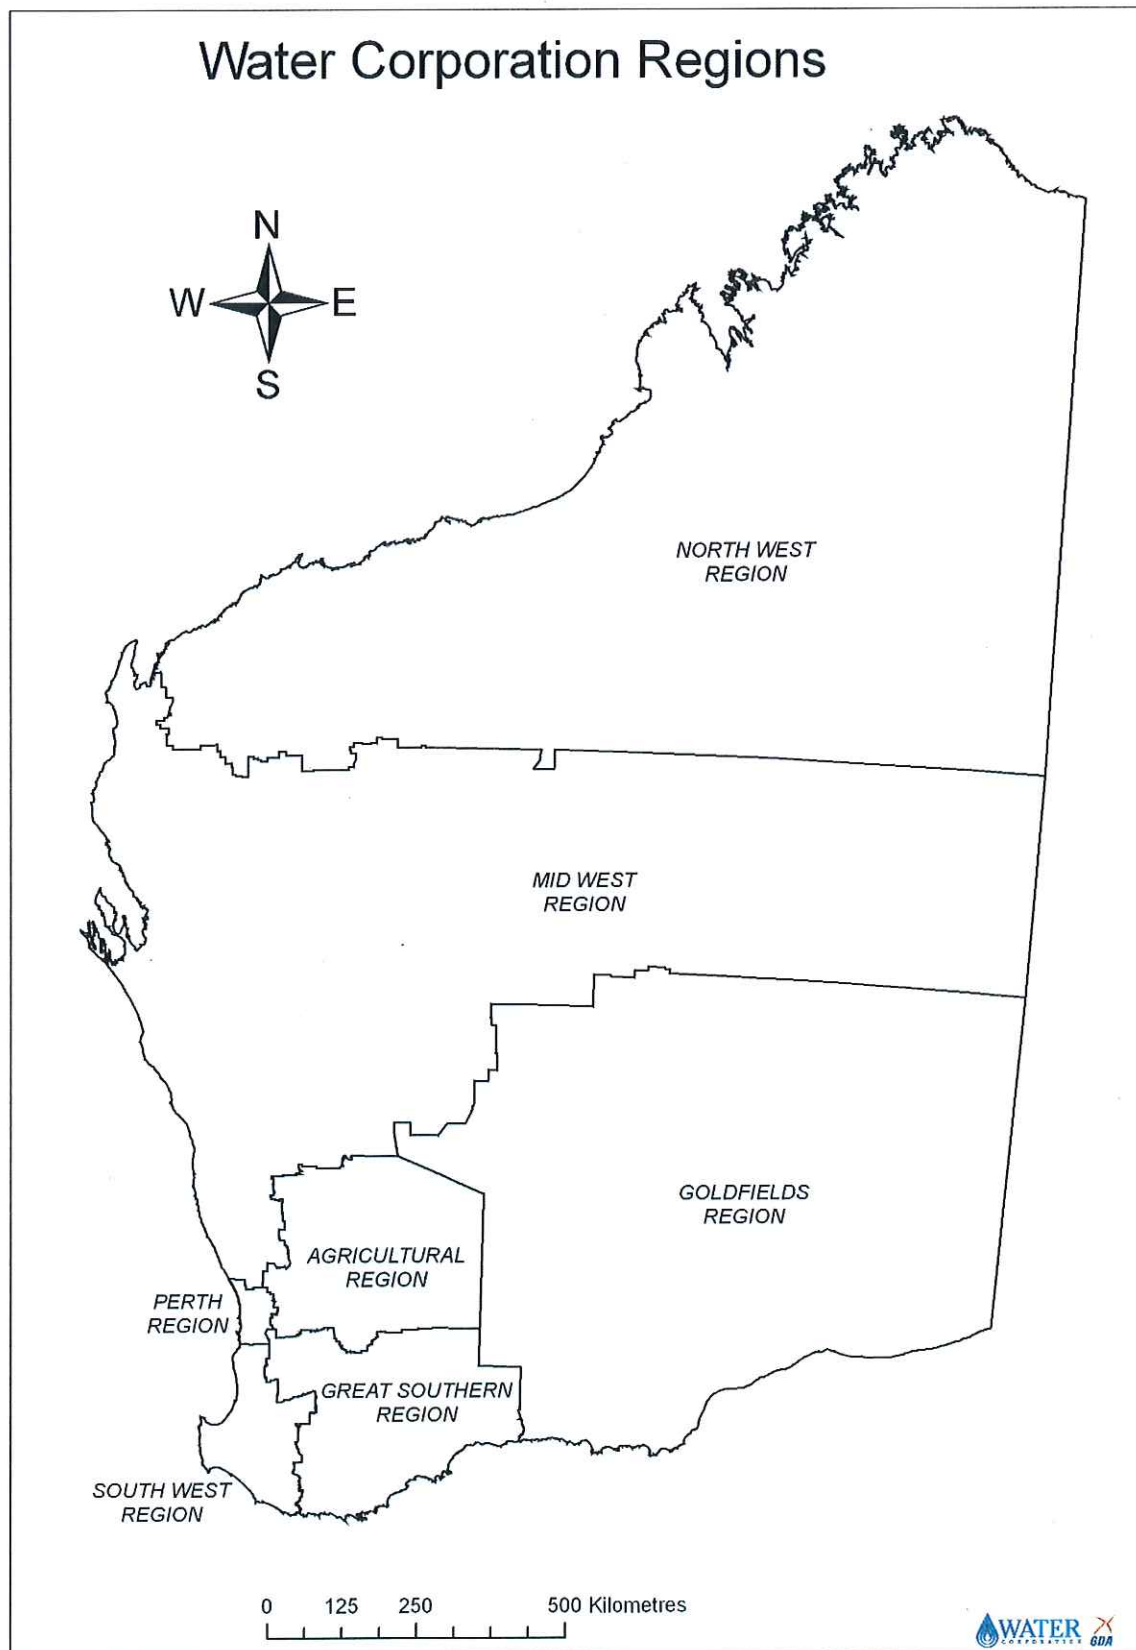 Water Corporation Regions
N
W E
S
NORTH WEST
REGION
MID WEST
REGION
GOLDFIELDS
REGION
AGRICULTURAL
REGION
PERTH
REGION
GREAT SOUTHERN
REGION
SOUTH WEST
REGION
0 125 250 500 Kilometres
WATER
CORPORATION
GDA